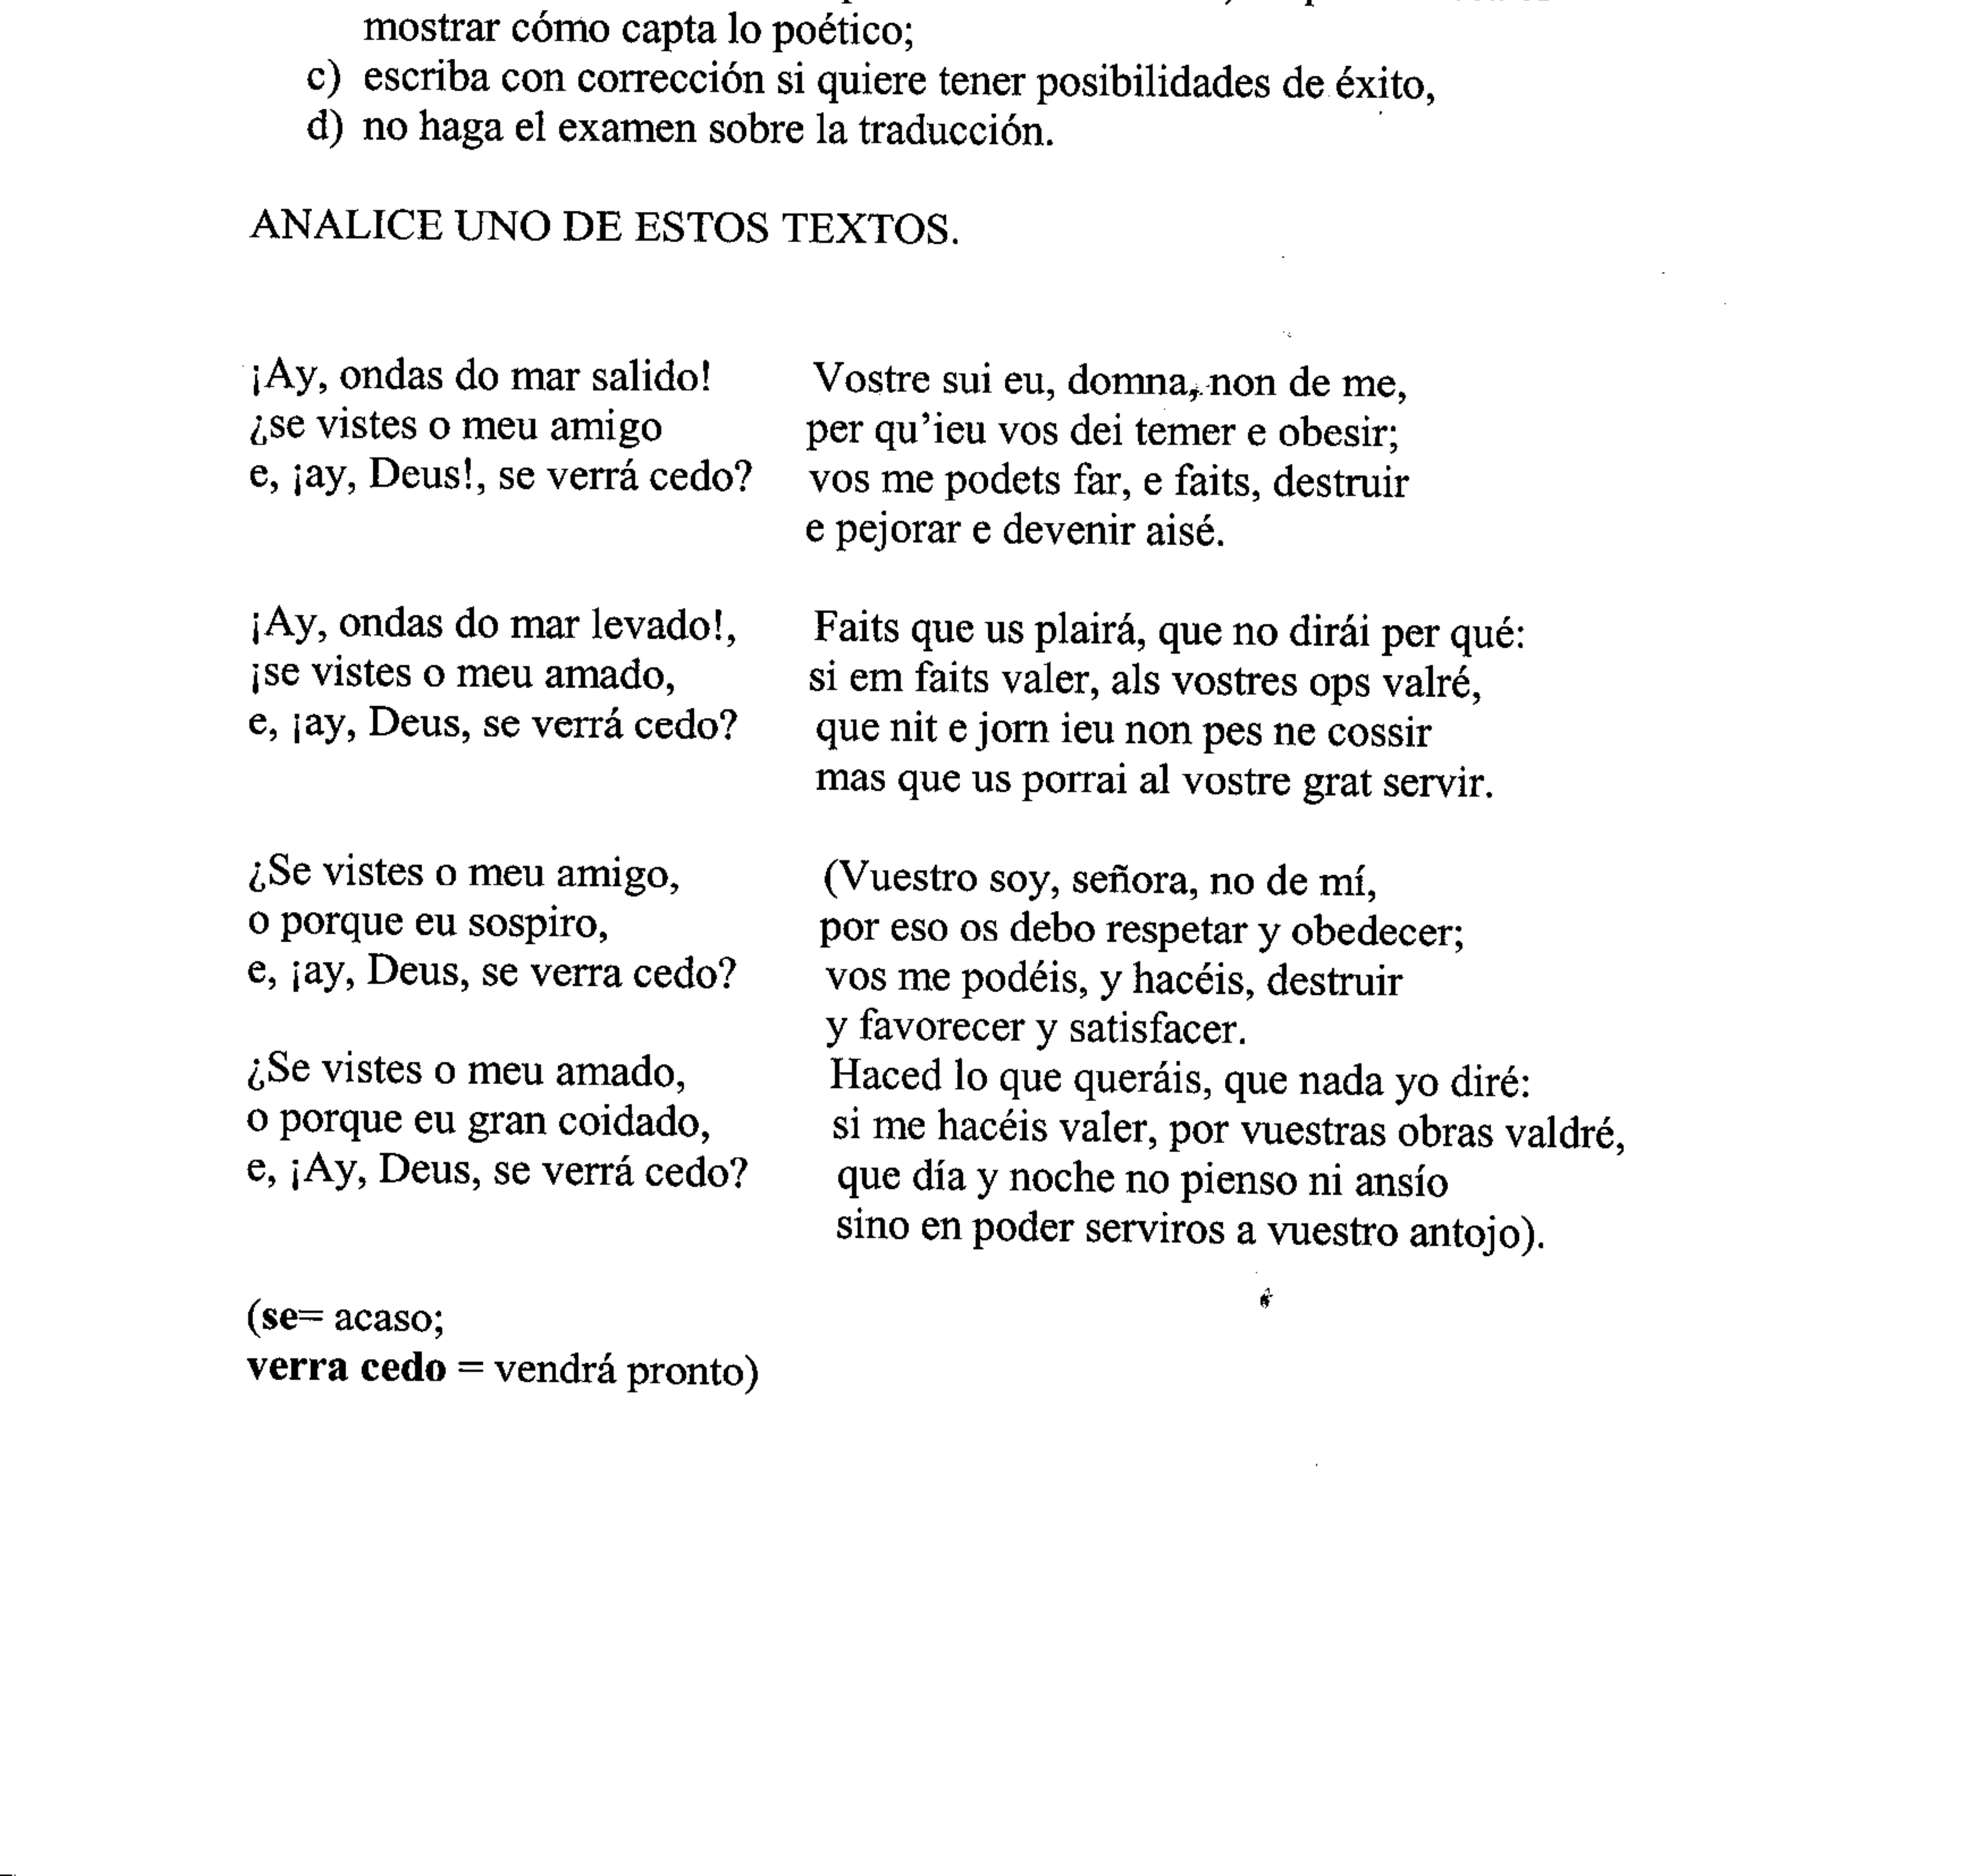 mostrar cómo capta lo poético;
c) escriba con corrección si quiere tener posibilidades de éxito,
d) no haga el examen sobre la traducción.
ANALICE UNO DE ESTOS TEXTOS.
¡Ay, ondas do mar salido!
¿se vistes o meu amigo
e, ¡ay, Deus!, se verrá cedo?
¡Ay, ondas do mar levado!,
¡se vistes o meu amado,
e, ¡ay, Deus, se verrá cedo?
¿Se vistes o meu amigo,
o porque eu sospiro,
e, ¡ay, Deus, se verra cedo?
¿Se vistes o meu amado,
o porque eu gran coidado,
e, ¡Ay, Deus, se verrá cedo?
(se= acaso;
verra cedo = vendrá pronto)
Vostre sui eu, domna, non de me,
per qu'ieu vos dei temer e obesir;
vos me podets far, e faits, destruir
e pejorar e devenir aisé.
Faits que us plairá, que no dirái per qué:
si em faits valer, als vostres ops valré,
que nit e jorn ieu non pes ne cossir
mas que us porrai al vostre grat servir.
(Vuestro soy, señora, no de mí,
por eso os debo respetar y obedecer;
vos me podéis, y hacéis, destruir
y favorecer y satisfacer.
Haced lo que queráis, que nada yo diré:
si me hacéis valer, por vuestras obras valdré,
que día y noche no pienso ni ansío
sino en poder serviros a vuestro antojo).